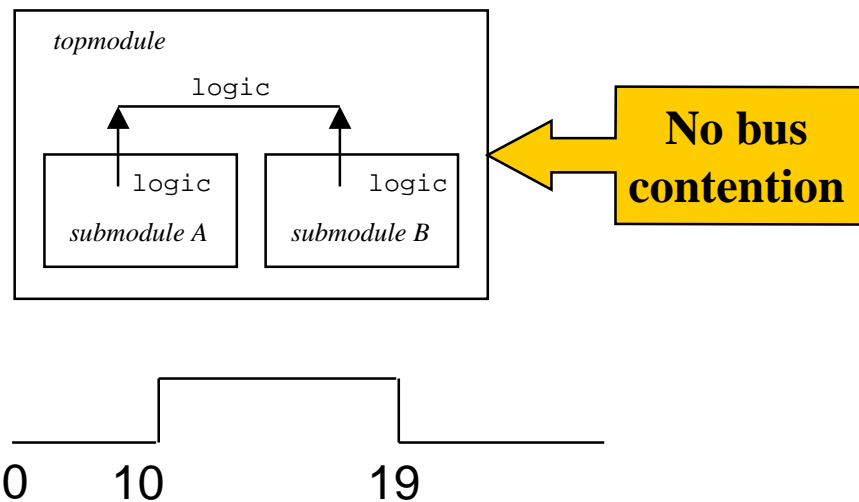 topmodule
logic
logic
logic
submodule A
submodule B
No bus
contention
0
10
19